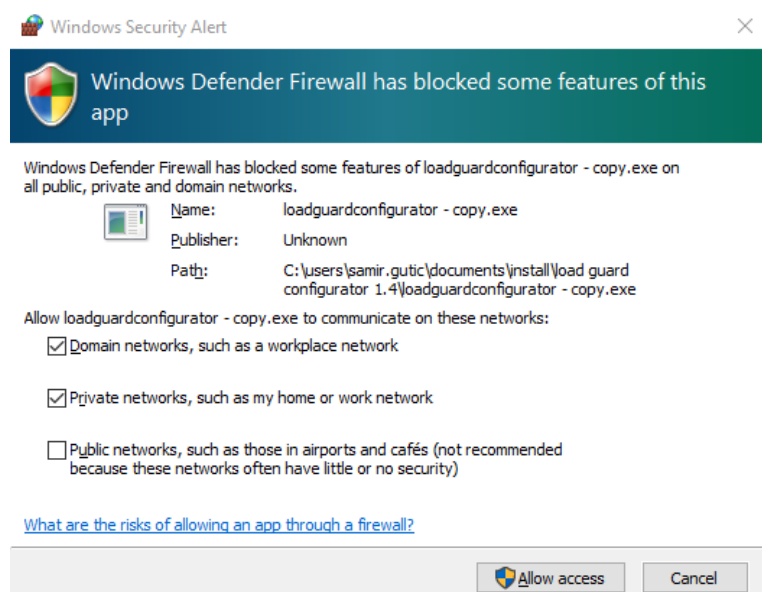 Windows Security Alert
Windows Defender Firewall has blocked some features of this
app
Windows Defender Firewall has blocked some features of loadguardconfigurator - copy.exe on
all public, private and domain networks.
Name: loadguardconfigurator - copy.exe
Publisher: Unknown
Path: C:\users\samir.gutic\documents\install\load guard
configurator 1.4\loadguardconfigurator - copy.exe
Allow loadguardconfigurator - copy.exe to communicate on these networks:
Domain networks, such as a workplace network
Private networks, such as my home or work network
Public networks, such as those in airports and cafés (not recommended
because these networks often have little or no security)
What are the risks of allowing an app through a firewall?
Allow access Cancel